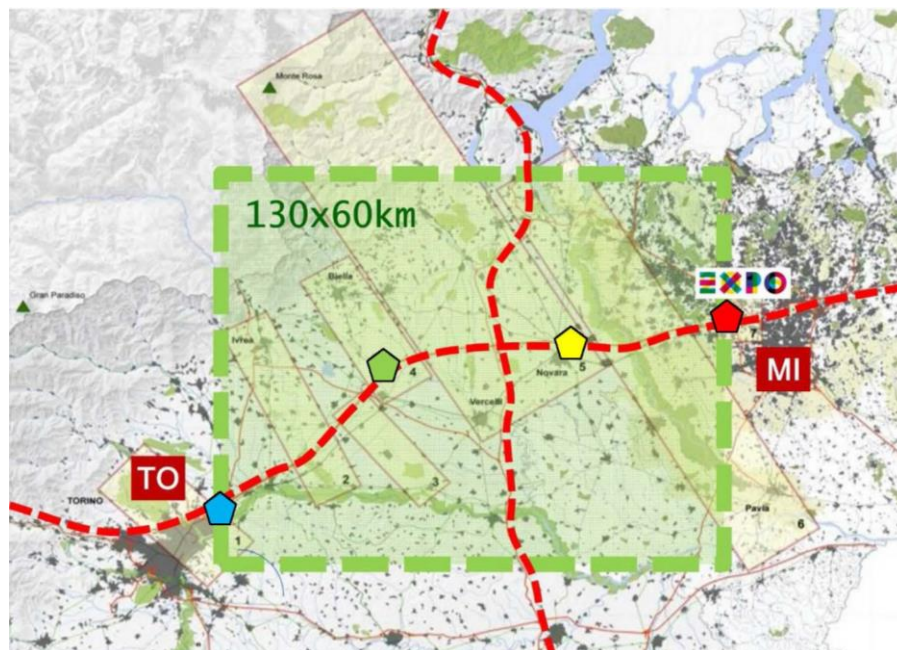 Monte Rosa
130x60km
Biella
Gran Paradiso
EXPO
Ivrea
4
5
Novara
MI
Vercelli
TO
TORINO
2
3
Pavia
6
1